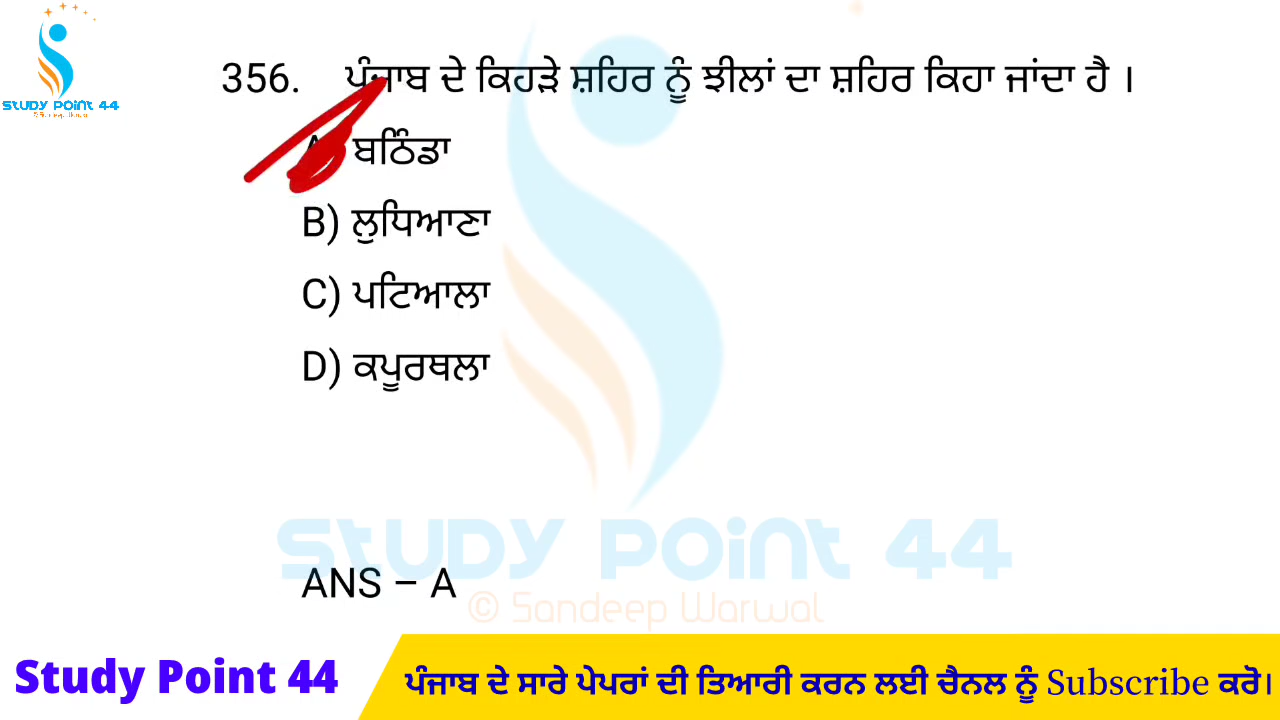 STUDY POINT 44
356. ਪੰਜਾਬ ਦੇ ਕਿਹੜੇ ਸ਼ਹਿਰ ਨੂੰ ਝੀਲਾਂ ਦਾ ਸ਼ਹਿਰ ਕਿਹਾ ਜਾਂਦਾ ਹੈ ।
ਬਠਿੰਡਾ
B) ਲੁਧਿਆਣਾ
C) ਪਟਿਆਲਾ
D) ਕਪੂਰਥਲਾ
STUDY POINT 44
ANS – A
© Sandeep Warwal
Study Point 44
ਪੰਜਾਬ ਦੇ ਸਾਰੇ ਪੇਪਰਾਂ ਦੀ ਤਿਆਰੀ ਕਰਨ ਲਈ ਚੈਨਲ ਨੂੰ Subscribe ਕਰੋ।